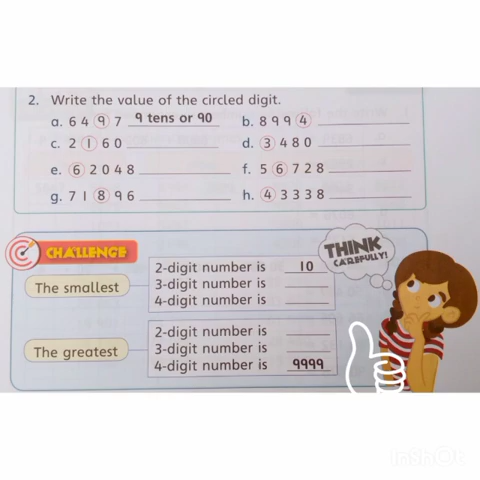 2. Write the value of the circled digit.
a. 6 4 9 7 9 tens or 90 b. 8 9 9 4
c. 2 1 6 0 d. 3 4 8 0
e. 6 2 0 4 8 f. 5 6 7 2 8
g. 7 1 8 9 6 h. 4 3 3 3 8
CHALLENGE
THINK
CAREFULLY!
The smallest
2-digit number is 10
3-digit number is
4-digit number is
The greatest
2-digit number is
3-digit number is
4-digit number is 9999